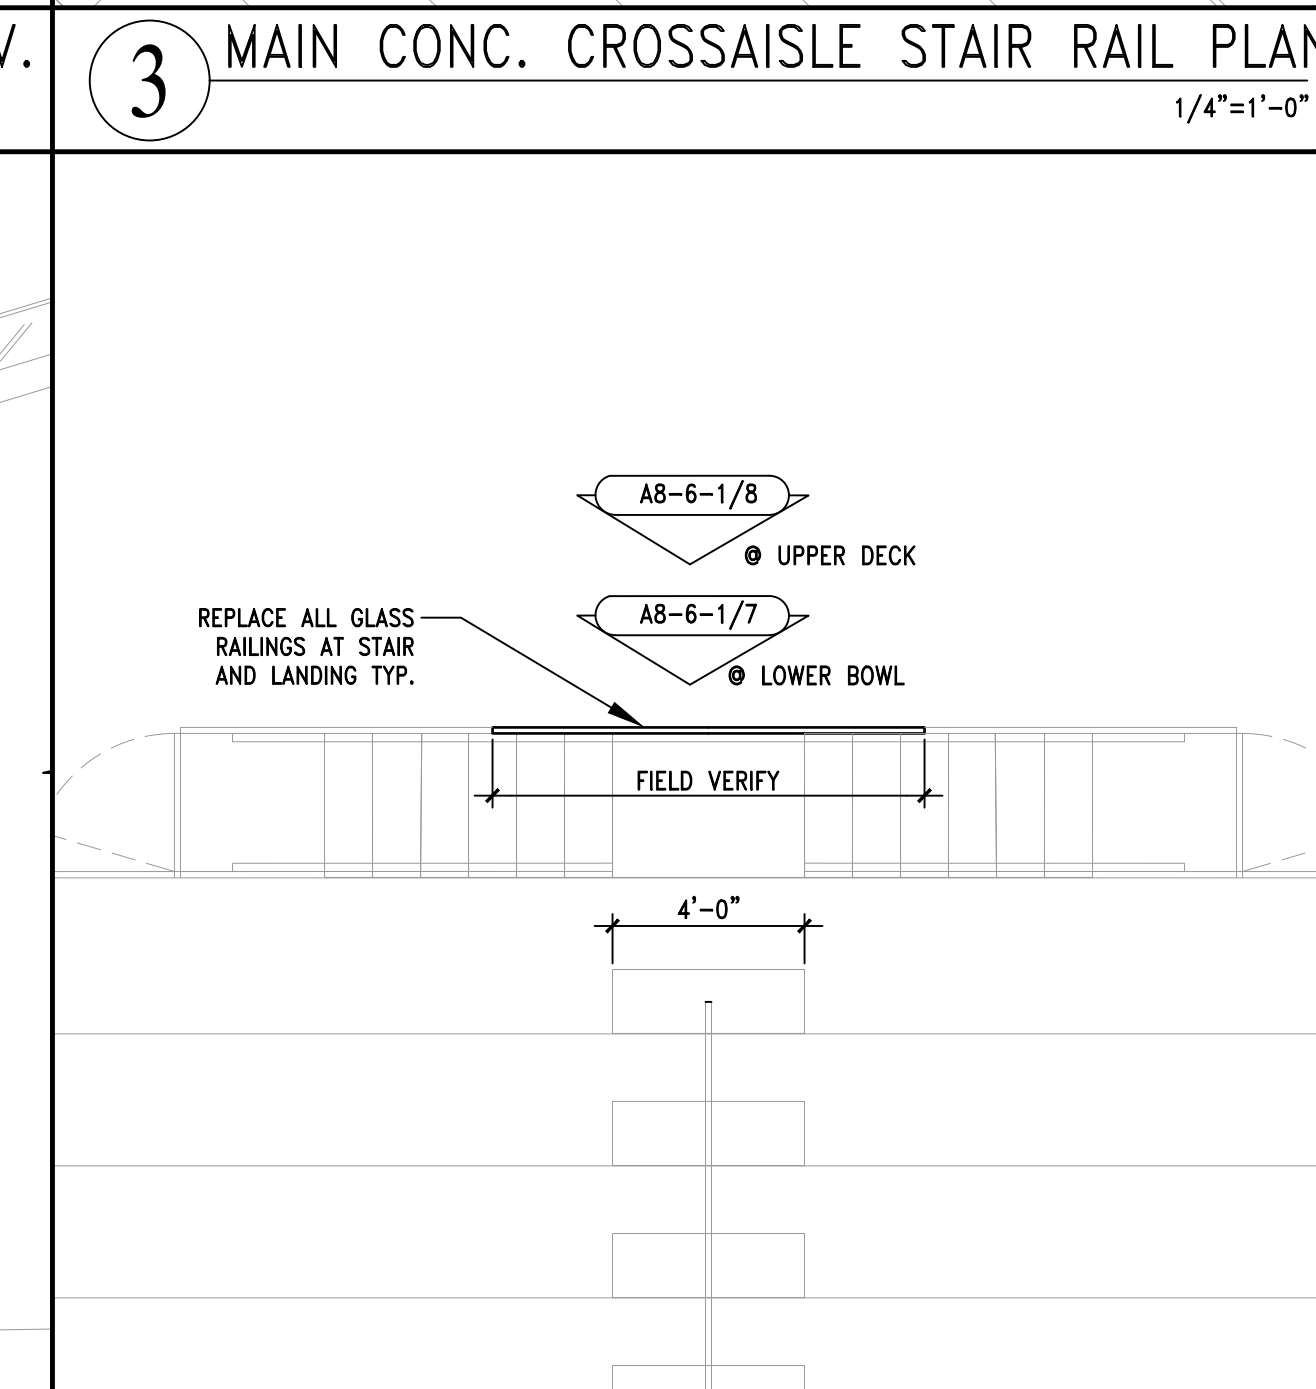 V.
3
MAIN CONC. CROSSAISLE STAIR RAIL PLAN
1/4"=1'-0"
A8-6-1/8
@ UPPER DECK
A8-6-1/7
@ LOWER BOWL
REPLACE ALL GLASS
RAILINGS AT STAIR
AND LANDING TYP.
FIELD VERIFY
4'-0"